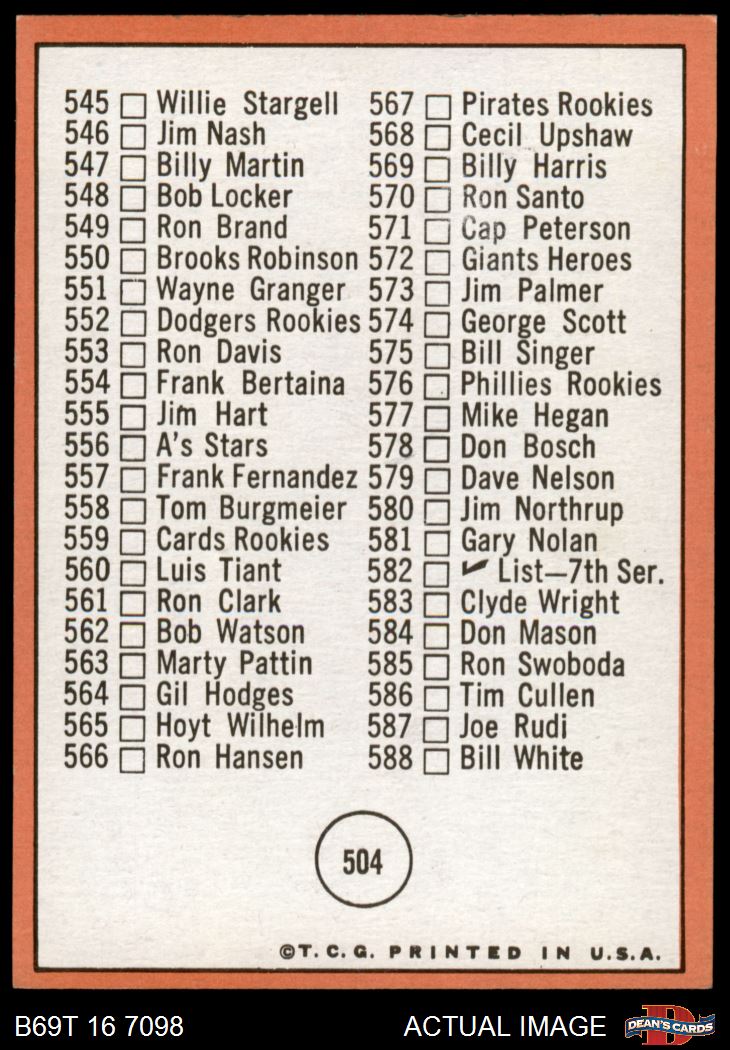 545 Willie Stargell
546 Jim Nash
547 Billy Martin
548 Bob Locker
549 Ron Brand
550 Brooks Robinson
551 Wayne Granger
552 Dodgers Rookies
553 Ron Davis
554 Frank Bertaina
555 Jim Hart
556 A's Stars
557 Frank Fernandez
558 Tom Burgmeier
559 Cards Rookies
560 Luis Tiant
561 Ron Clark
562 Bob Watson
563 Marty Pattin
564 Gil Hodges
565 Hoyt Wilhelm
566 Ron Hansen
567 Pirates Rookies
568 Cecil Upshaw
569 Billy Harris
570 Ron Santo
571 Cap Peterson
572 Giants Heroes
573 Jim Palmer
574 George Scott
575 Bill Singer
576 Phillies Rookies
577 Mike Hegan
578 Don Bosch
579 Dave Nelson
580 Jim Northrup
581 Gary Nolan
582 ✔ List—7th Ser.
583 Clyde Wright
584 Don Mason
585 Ron Swoboda
586 Tim Cullen
587 Joe Rudi
588 Bill White
504
©T.C.G. PRINTED IN U.S.A.
B69T 16 7098
ACTUAL IMAGE
D
DEAN'S CARDS